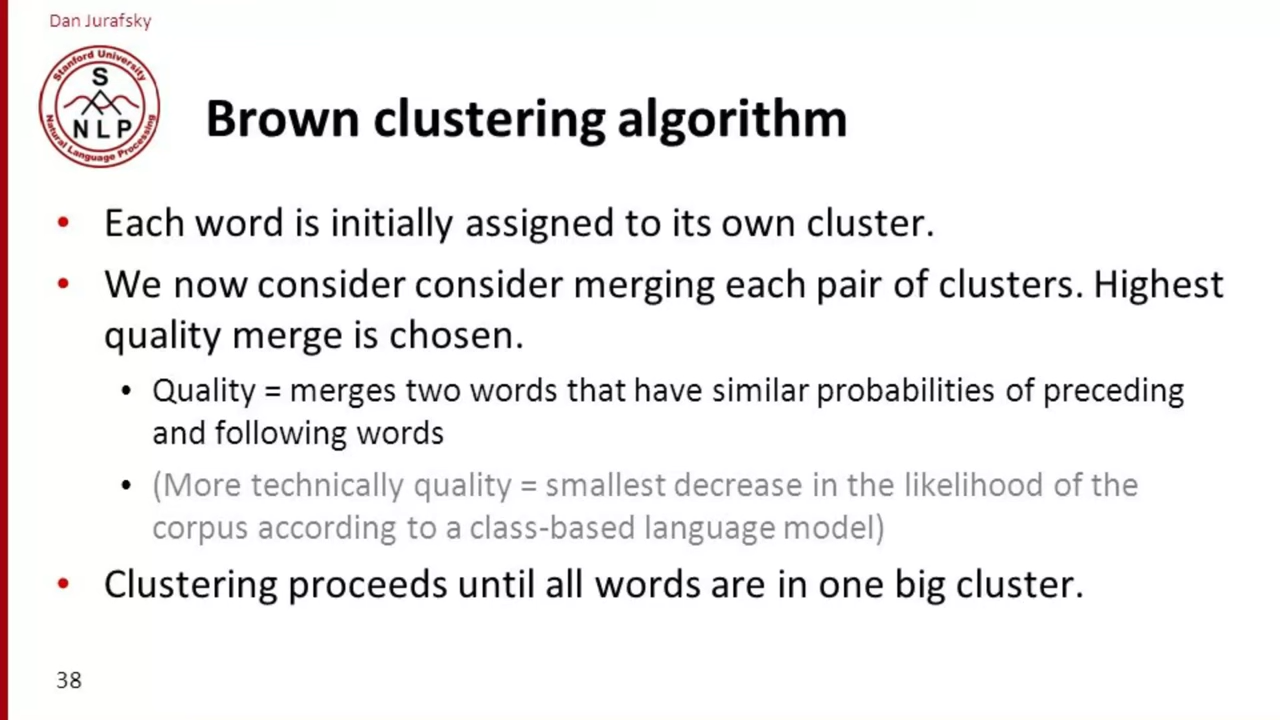 Dan Jurafsky
Stanford University
S
N L P
Natural Language Processing
Brown clustering algorithm
• Each word is initially assigned to its own cluster.
• We now consider consider merging each pair of clusters. Highest
quality merge is chosen.
• Quality = merges two words that have similar probabilities of preceding
and following words
• (More technically quality = smallest decrease in the likelihood of the
corpus according to a class-based language model)
• Clustering proceeds until all words are in one big cluster.
38